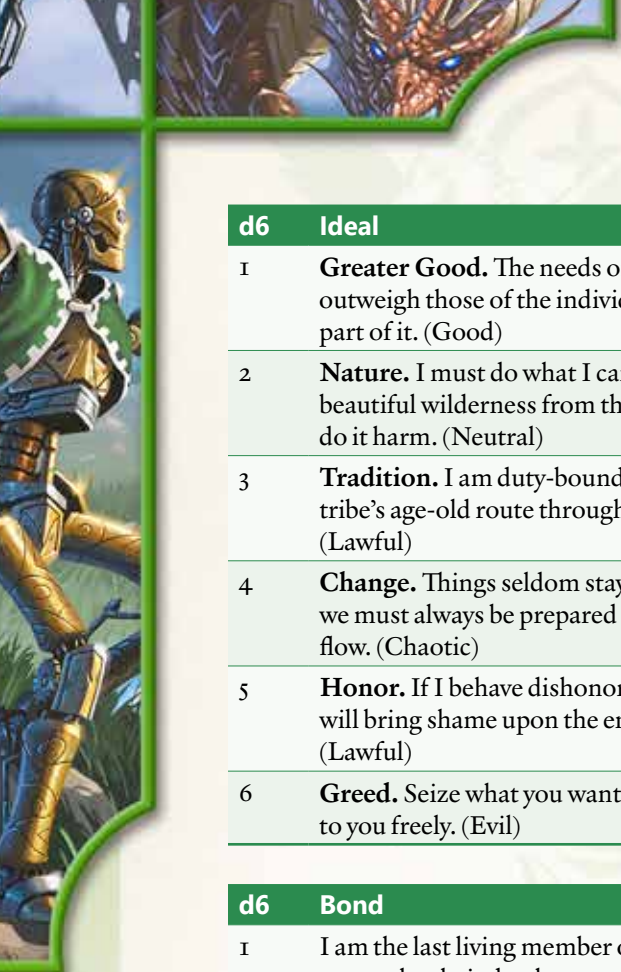 d6 Ideal
1 Greater Good. The needs o
outweigh those of the individ
part of it. (Good)
2 Nature. I must do what I ca
beautiful wilderness from th
do it harm. (Neutral)
3 Tradition. I am duty-bound
tribe’s age-old route through
(Lawful)
4 Change. Things seldom stay
we must always be prepared
flow. (Chaotic)
5 Honor. If I behave dishonor
will bring shame upon the en
(Lawful)
6 Greed. Seize what you want
to you freely. (Evil)
d6 Bond
1 I am the last living member o